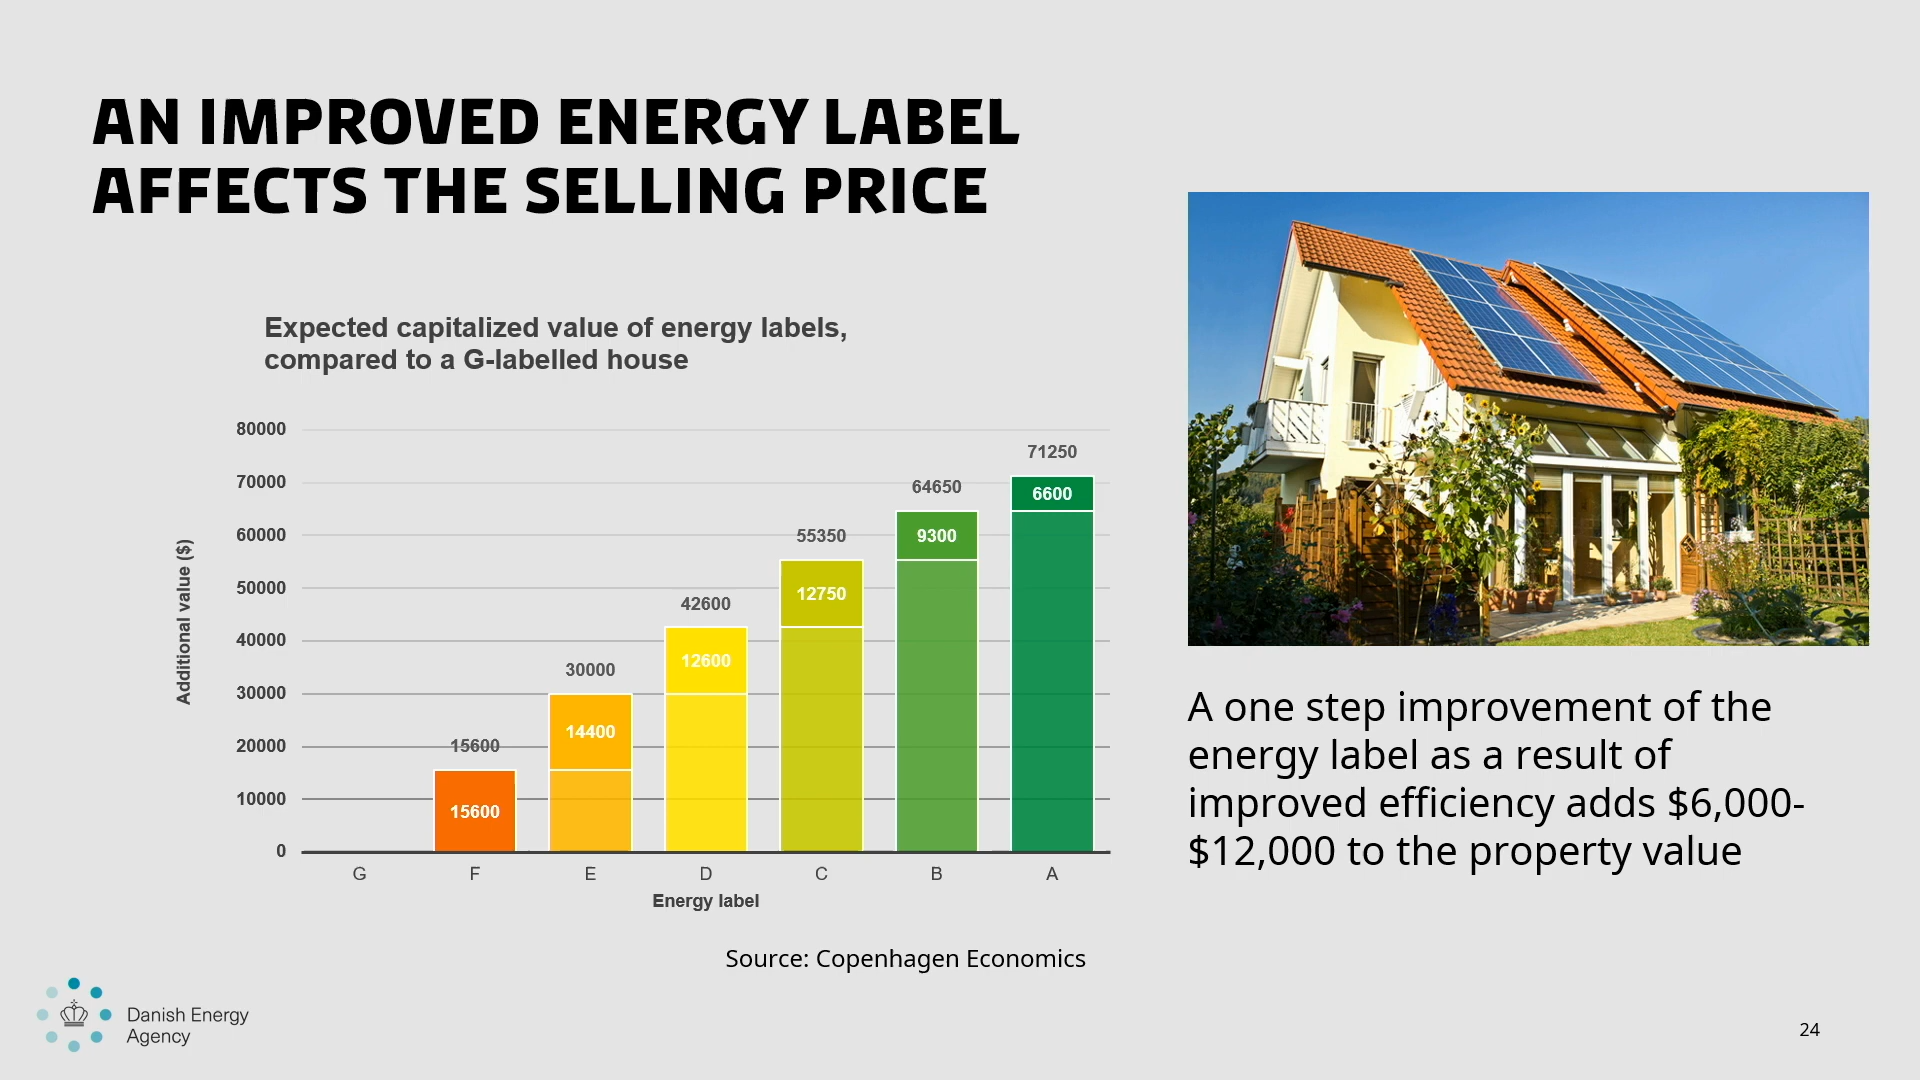 AN IMPROVED ENERGY LABEL
AFFECTS THE SELLING PRICE
Expected capitalized value of energy labels,
compared to a G-labelled house
Additional value ($)
80000
70000
60000
50000
40000
30000
20000
10000
0
15600
15600
30000
14400
42600
12600
55350
12750
64650
9300
71250
6600
G F E D C B A
Energy label
Source: Copenhagen Economics
A one step improvement of the
energy label as a result of
improved efficiency adds $6,000-
$12,000 to the property value
Danish Energy
Agency
24